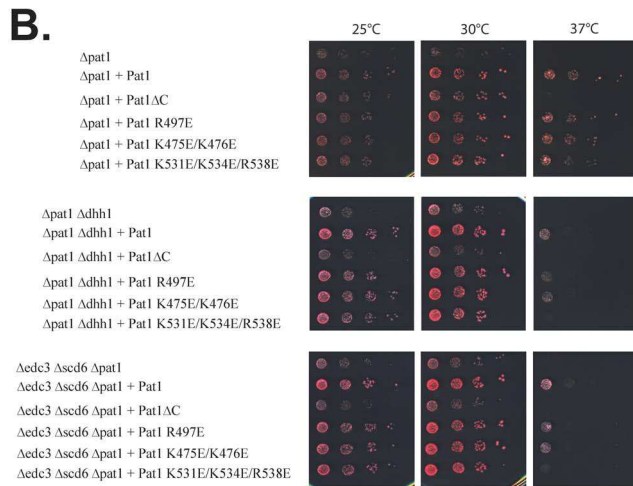 B.
25°C 30°C 37°C
Δpat1
Δpat1 + Pat1
Δpat1 + Pat1ΔC
Δpat1 + Pat1 R497E
Δpat1 + Pat1 K475E/K476E
Δpat1 + Pat1 K531E/K534E/R538E
Δpat1 Δdhh1
Δpat1 Δdhh1 + Pat1
Δpat1 Δdhh1 + Pat1ΔC
Δpat1 Δdhh1 + Pat1 R497E
Δpat1 Δdhh1 + Pat1 K475E/K476E
Δpat1 Δdhh1 + Pat1 K531E/K534E/R538E
Δedc3 Δscd6 Δpat1
Δedc3 Δscd6 Δpat1 + Pat1
Δedc3 Δscd6 Δpat1 + Pat1ΔC
Δedc3 Δscd6 Δpat1 + Pat1 R497E
Δedc3 Δscd6 Δpat1 + Pat1 K475E/K476E
Δedc3 Δscd6 Δpat1 + Pat1 K531E/K534E/R538E